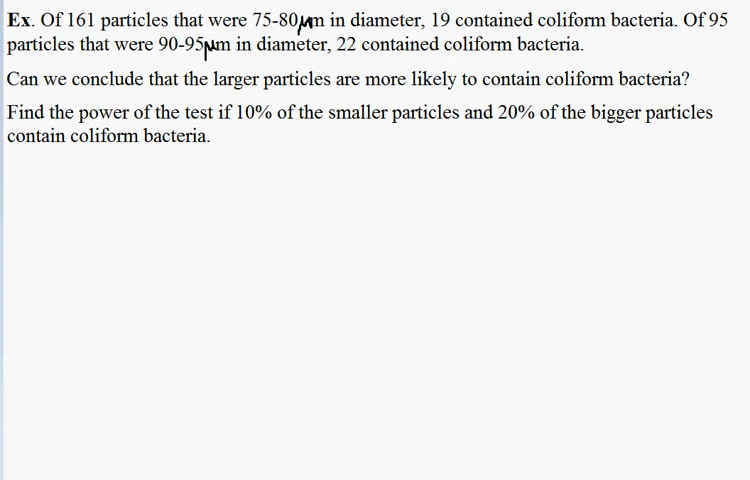 Ex. Of 161 particles that were 75-80μm in diameter, 19 contained coliform bacteria. Of 95
particles that were 90-95μm in diameter, 22 contained coliform bacteria.
Can we conclude that the larger particles are more likely to contain coliform bacteria?
Find the power of the test if 10% of the smaller particles and 20% of the bigger particles
contain coliform bacteria.